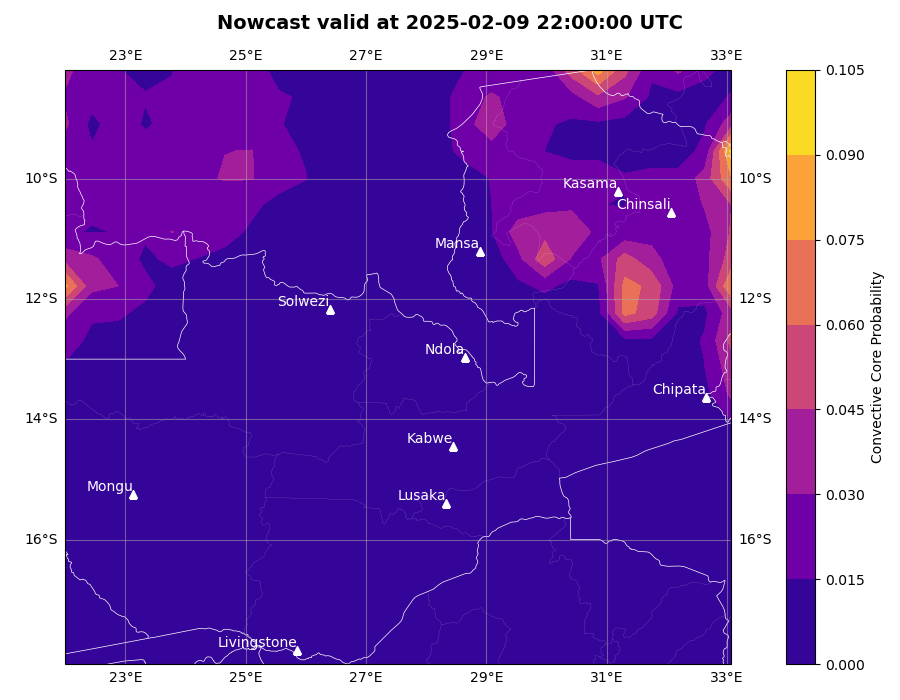 Nowcast valid at 2025-02-09 22:00:00 UTC
23°E 25°E 27°E 29°E 31°E 33°E
0.105
0.090
10°S 10°S
Kasama
Chinsali
0.075
Mansa
12°S 12°S
Solwezi
0.060
Ndola
Chipata
0.045
14°S 14°S
Kabwe
0.030
Mongu
Lusaka
16°S 16°S
0.015
Livingstone
0.000
23°E 25°E 27°E 29°E 31°E 33°E
Convective Core Probability